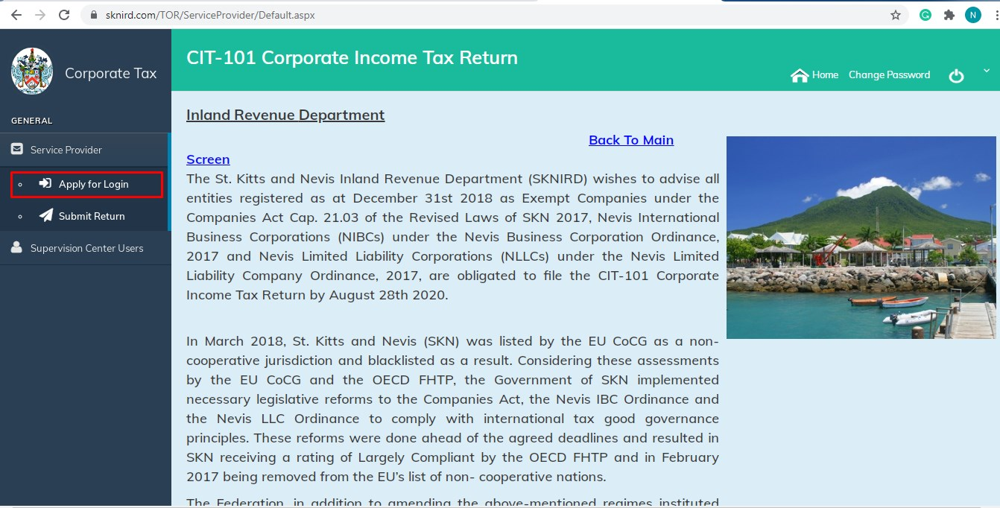 sknird.com/TOR/ServiceProvider/Default.aspx
G
N
Corporate Tax
CIT-101 Corporate Income Tax Return
Home Change Password
GENERAL
Service Provider
Apply for Login
Submit Return
Supervision Center Users
Inland Revenue Department
Back To Main
Screen
The St. Kitts and Nevis Inland Revenue Department (SKNIRD) wishes to advise all
entities registered as at December 31st 2018 as Exempt Companies under the
Companies Act Cap. 21.03 of the Revised Laws of SKN 2017, Nevis International
Business Corporations (NIBCs) under the Nevis Business Corporation Ordinance,
2017 and Nevis Limited Liability Corporations (NLLCs) under the Nevis Limited
Liability Company Ordinance, 2017, are obligated to file the CIT-101 Corporate
Income Tax Return by August 28th 2020.
In March 2018, St. Kitts and Nevis (SKN) was listed by the EU CoCG as a non-
cooperative jurisdiction and blacklisted as a result. Considering these assessments
by the EU CoCG and the OECD FHTP, the Government of SKN implemented
necessary legislative reforms to the Companies Act, the Nevis IBC Ordinance and
the Nevis LLC Ordinance to comply with international tax good governance
principles. These reforms were done ahead of the agreed deadlines and resulted in
SKN receiving a rating of Largely Compliant by the OECD FHTP and in February
2017 being removed from the EU's list of non- cooperative nations.
The Federation, in addition to amending the above-mentioned regimes instituted